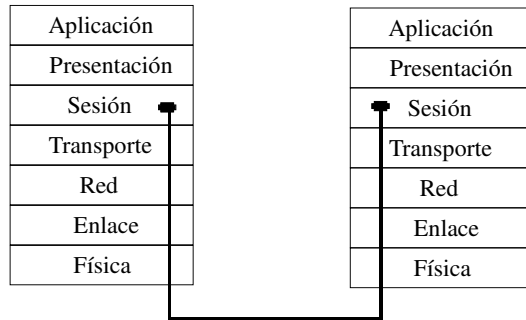 Aplicación
Presentación
Sesión
Transporte
Red
Enlace
Física
Aplicación
Presentación
Sesión
Transporte
Red
Enlace
Física